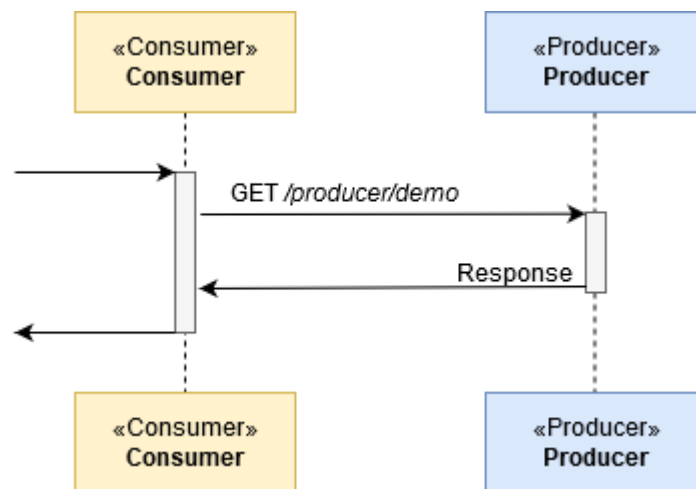 «Consumer»
Consumer
«Producer»
Producer
GET /producer/demo
Response
«Consumer»
Consumer
«Producer»
Producer